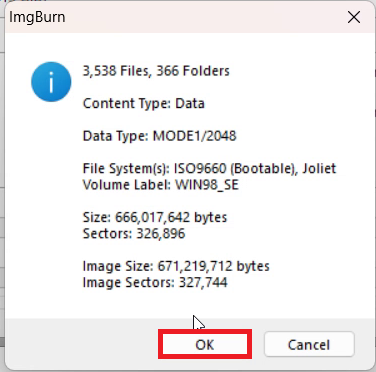 ImgBurn
3,538 Files, 366 Folders
Content Type: Data
Data Type: MODE1/2048
File System(s): ISO9660 (Bootable), Joliet
Volume Label: WIN98_SE
Size: 666,017,642 bytes
Sectors: 326,896
Image Size: 671,219,712 bytes
Image Sectors: 327,744
OK
Cancel